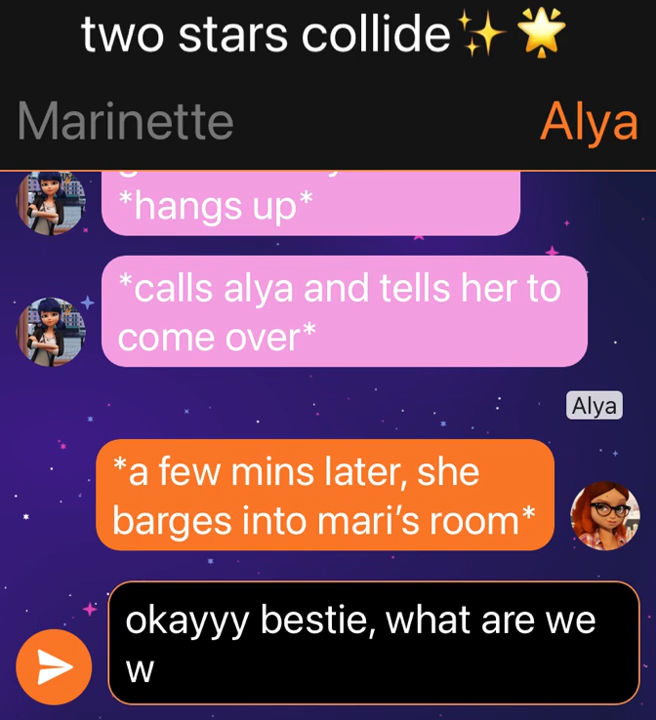 two stars collide✨🌟
Marinette
Alya
*hangs up*
*calls alya and tells her to
come over*
Alya
*a few mins later, she
barges into mari’s room*
okayyy bestie, what are we
w